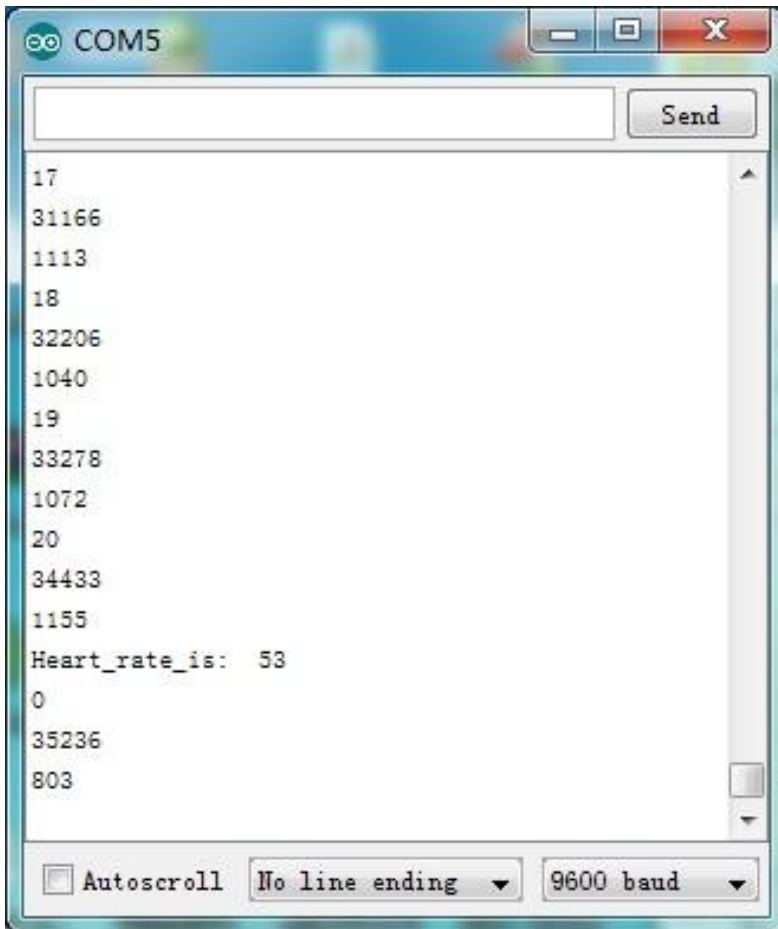 COM5
Send
17
31166
1113
18
32206
1040
19
33278
1072
20
34433
1155
Heart_rate_is:  53
0
35236
803
Autoscroll
No line ending
9600 baud